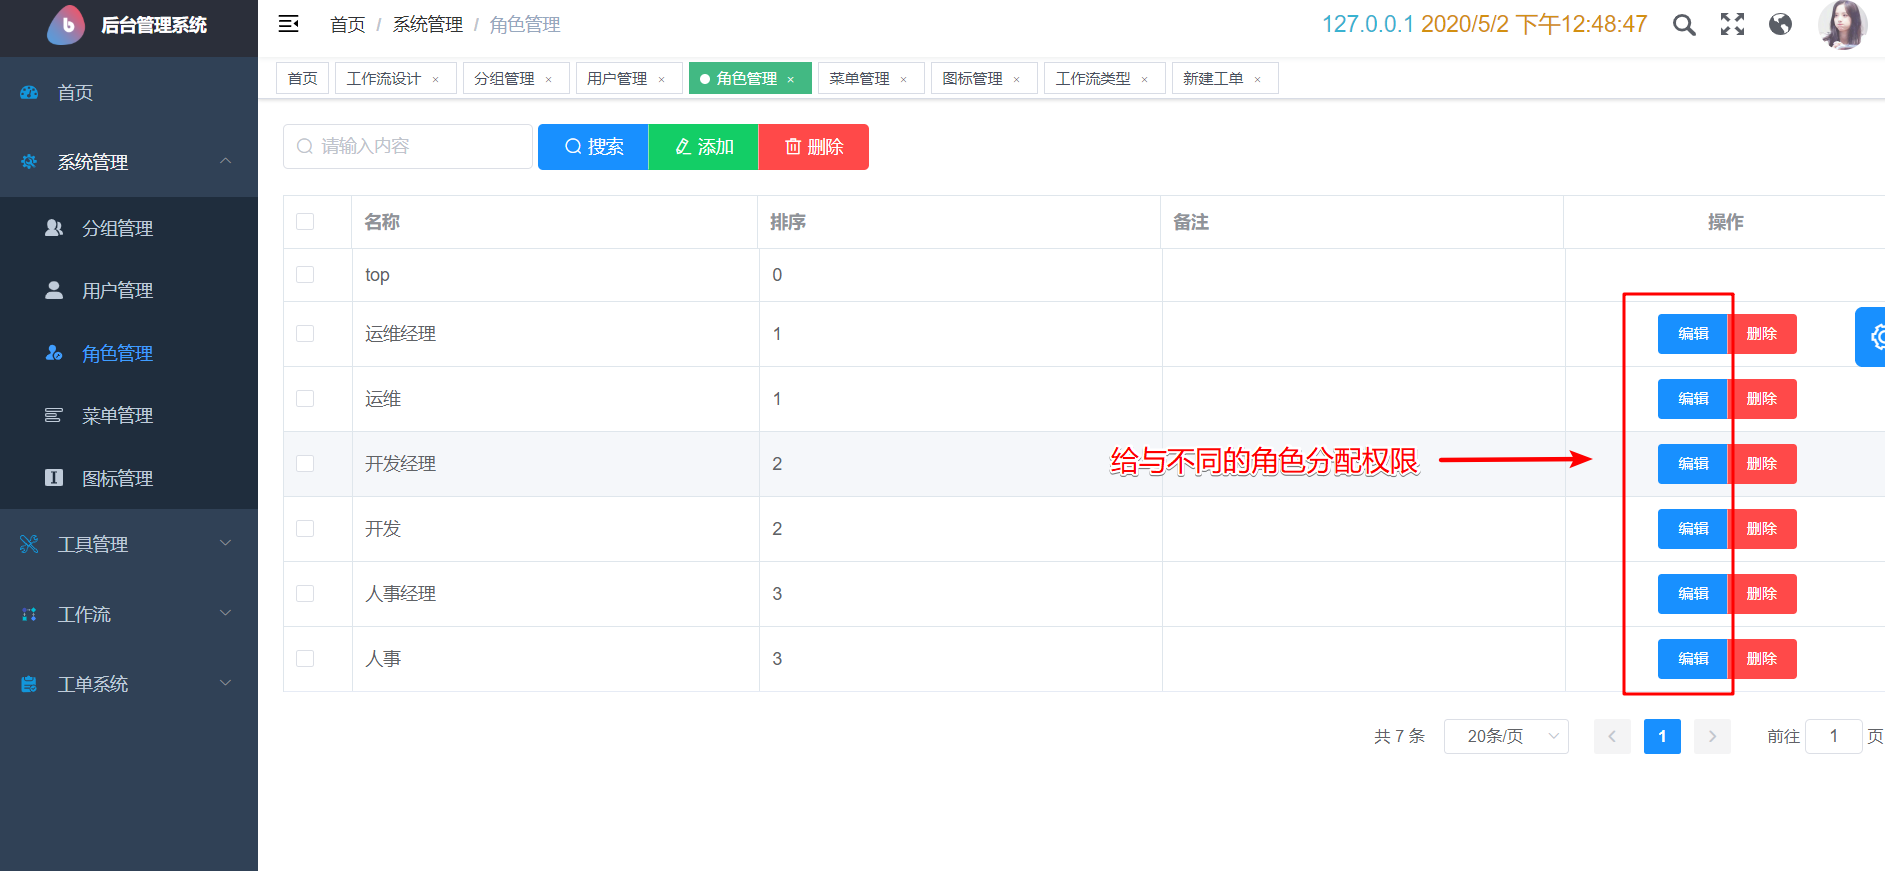 后台管理系统
首页 / 系统管理 / 角色管理
127.0.0.1 2020/5/2 下午12:48:47
首页 工作流设计 × 分组管理 × 用户管理 × 角色管理 × 菜单管理 × 图标管理 × 工作流类型 × 新建工单 ×
首页
系统管理
分组管理
用户管理
角色管理
菜单管理
图标管理
工具管理
工作流
工单系统
请输入内容 搜索 添加 删除
名称 排序 备注 操作
top 0
运维经理 1 编辑 删除
运维 1 编辑 删除
开发经理 2 编辑 删除
给与不同的角色分配权限
开发 2 编辑 删除
人事经理 3 编辑 删除
人事 3 编辑 删除
共 7 条 20条/页 1 前往 1 页